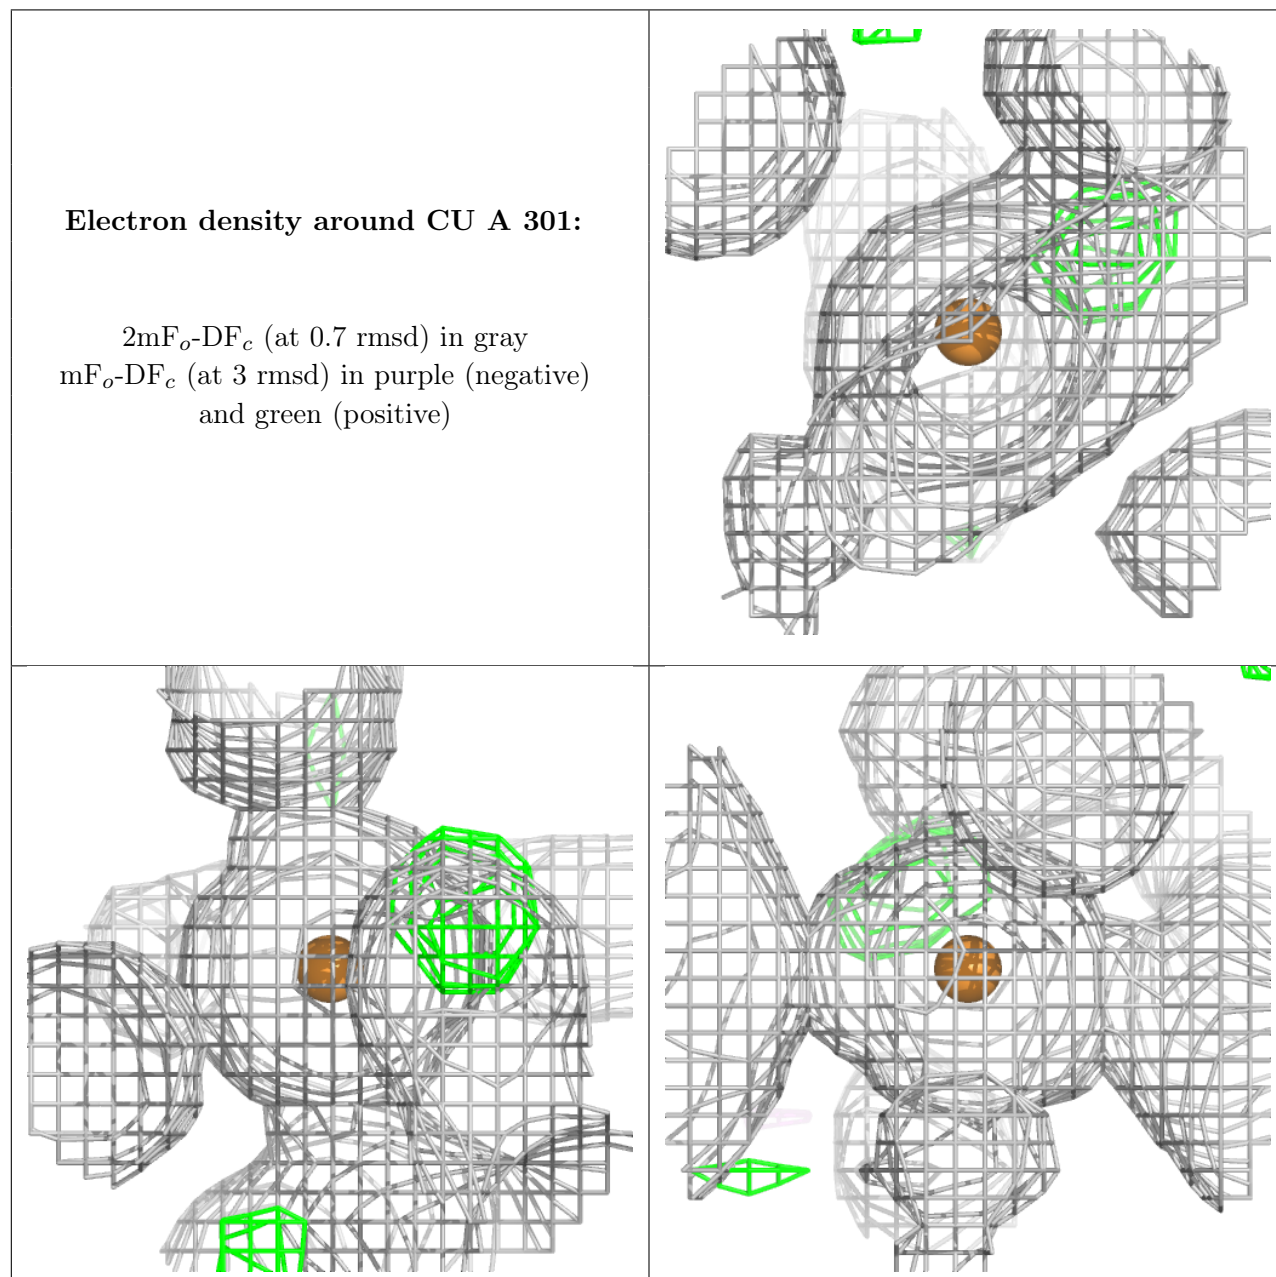 Electron density around CU A 301:
2mFo-DFc (at 0.7 rmsd) in gray
mFo-DFc (at 3 rmsd) in purple (negative)
and green (positive)